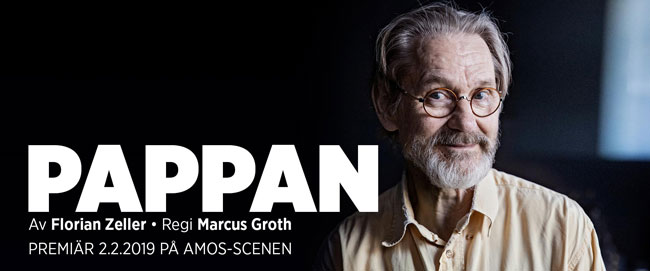 PAPPAN
Av Florian Zeller • Regi Marcus Groth
PREMIÄR 2.2.2019 PÅ AMOS-SCENEN